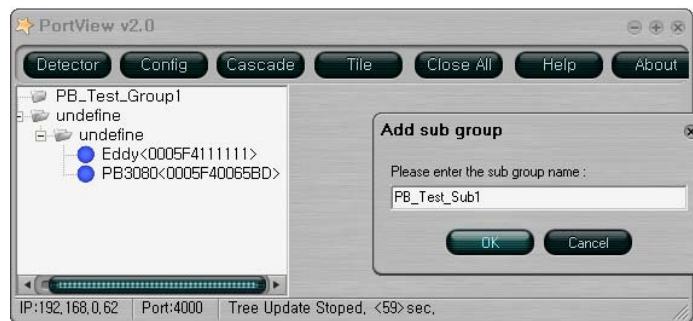 PortView v2.0
Detector Config Cascade Tile Close All Help About
PB_Test_Group1
undefine
undefine
Eddy<0005F4111111>
PB3080<0005F40065BD>
Add sub group
Please enter the sub group name :
PB_Test_Sub1
OK Cancel
IP:192,168,0,62 Port:4000 Tree Update Stoped, <59>sec,